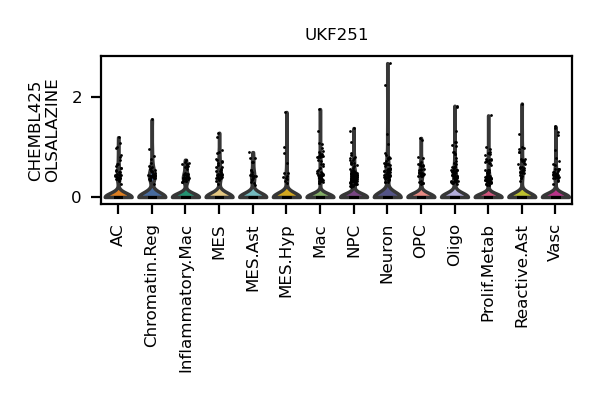 UKF251
CHEMBL425
OLSALAZINE
2
0
AC
Chromatin.Reg
Inflammatory.Mac
MES
MES.Ast
MES.Hyp
Mac
NPC
Neuron
OPC
Oligo
Prolif.Metab
Reactive.Ast
Vasc